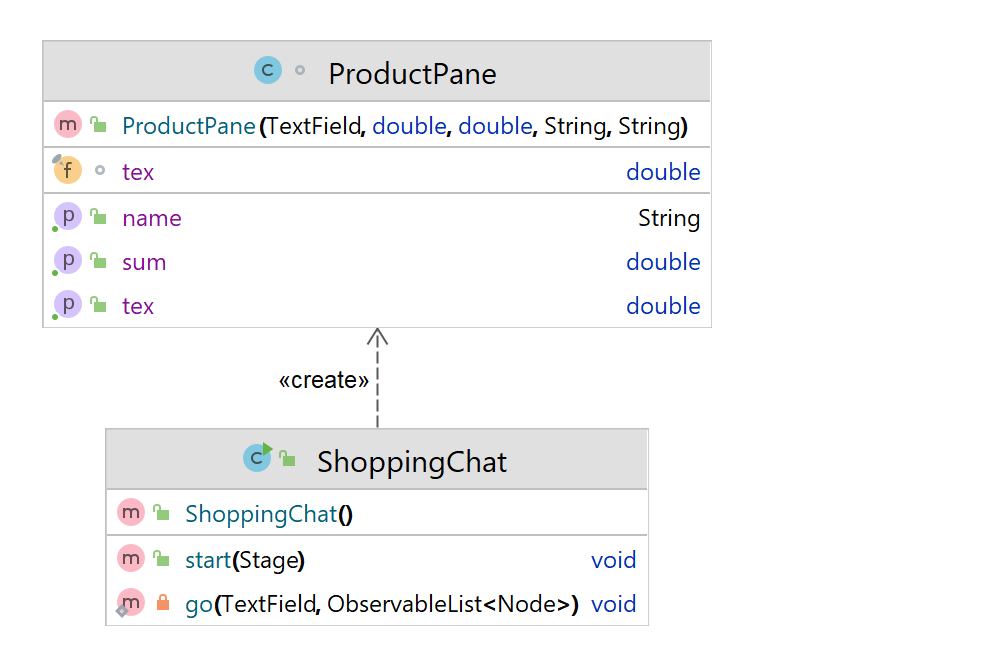 C ProductPane
m ProductPane(TextField, double, double, String, String)
f tex double
p name String
p sum double
p tex double
«create»
C ShoppingChat
m ShoppingChat()
m start(Stage) void
m go(TextField, ObservableList<Node>) void